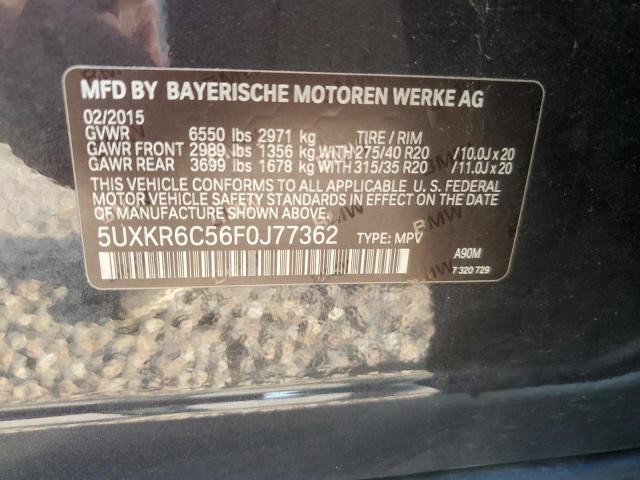 MFD BY BAYERISCHE MOTOREN WERKE AG
02/2015
GVWR 6550 lbs 2971 kg TIRE / RIM
GAWR FRONT 2989 lbs 1356 kg WITH 275/40 R20 /10.0J x 20
GAWR REAR 3699 lbs 1678 kg WITH 315/35 R20 /11.0J x 20
THIS VEHICLE CONFORMS TO ALL APPLICABLE U. S. FEDERAL
MOTOR VEHICLE SAFETY STANDARDS IN EFFECT ON THE DATE
OF MANUFACTURE SHOWN ABOVE.
5UXKR6C56F0J77362 TYPE: MPV A90M
7 320 729